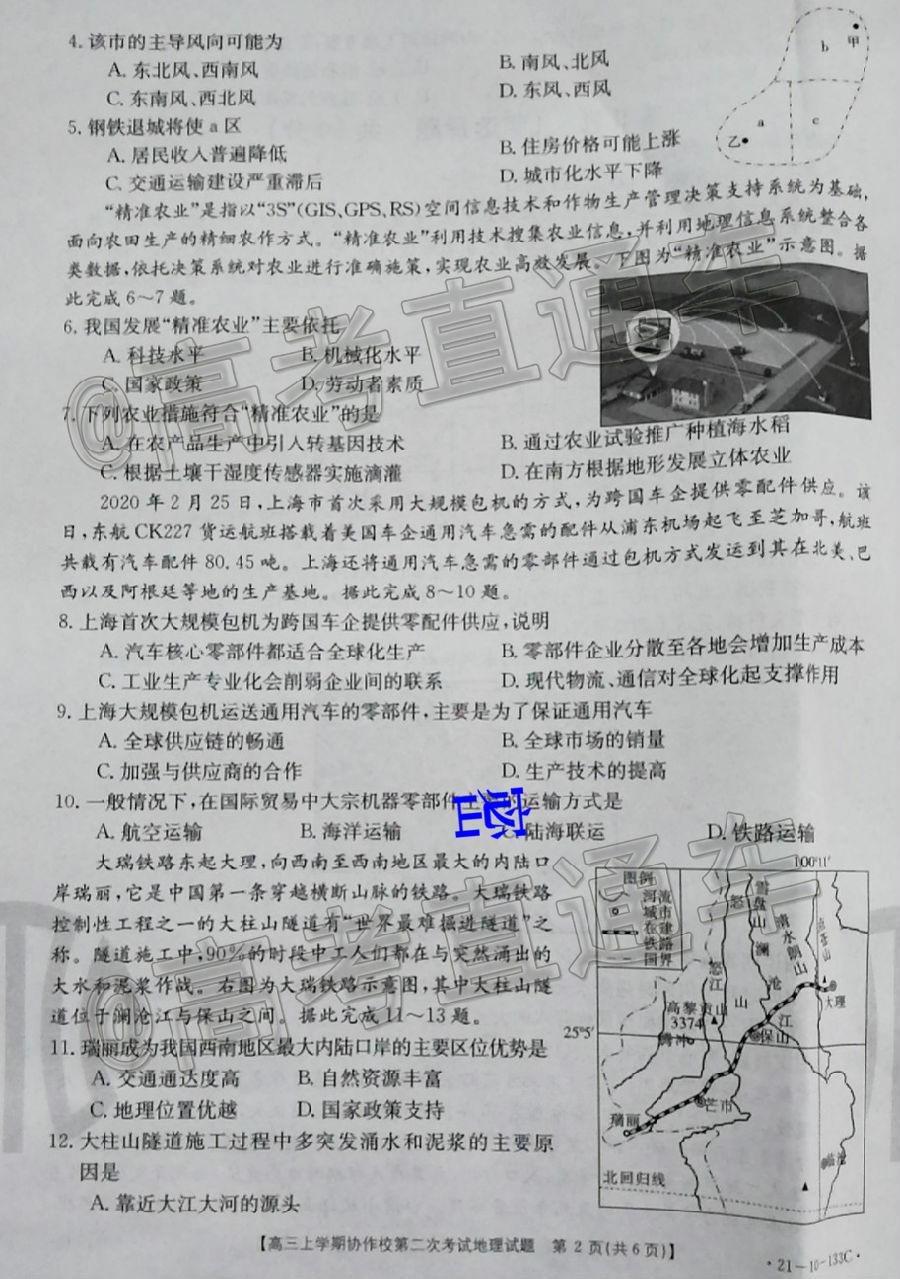 4. 该市的主导风向可能为
A. 东北风、西南风
B. 南风、北风
C. 东南风、西北风
D. 东风、西风
甲
b
a
c
乙
5. 钢铁退城将使 a 区
A. 居民收入普遍降低
B. 住房价格可能上涨
C. 交通运输建设严重滞后
D. 城市化水平下降
“精准农业”是指以“3S”(GIS、GPS、RS)空间信息技术和作物生产管理决策支持系统为基础,
面向农田生产的精细农作方式。“精准农业”利用技术搜集农业信息,并利用地理信息系统整合各
类数据,依托决策系统对农业进行准确施策,实现农业高效发展。下图为“精准农业”示意图。据
此完成 6～7 题。
6. 我国发展“精准农业”主要依托
A. 科技水平
B. 机械化水平
C. 国家政策
D. 劳动者素质
7. 下列农业措施符合“精准农业”的是
A. 在农产品生产中引入转基因技术
B. 通过农业试验推广种植海水稻
C. 根据土壤干湿度传感器实施滴灌
D. 在南方根据地形发展立体农业
2020 年 2 月 25 日,上海市首次采用大规模包机的方式,为跨国车企提供零配件供应。该
日,东航 CK227 货运航班搭载着美国车企通用汽车急需的配件从浦东机场起飞至芝加哥,航班
共载有汽车配件 80.45 吨。上海还将通用汽车急需的零部件通过包机方式发运到其在北美、巴
西以及阿根廷等地的生产基地。据此完成 8～10 题。
8. 上海首次大规模包机为跨国车企提供零配件供应,说明
A. 汽车核心零部件都适合全球化生产
B. 零部件企业分散至各地会增加生产成本
C. 工业生产专业化会削弱企业间的联系
D. 现代物流、通信对全球化起支撑作用
9. 上海大规模包机运送通用汽车的零部件,主要是为了保证通用汽车
A. 全球供应链的畅通
B. 全球市场的销量
C. 加强与供应商的合作
D. 生产技术的提高
10. 一般情况下,在国际贸易中大宗机器零部件 的运输方式是
A. 航空运输
B. 海洋运输
C. 陆海联运
D. 铁路运输
大瑞铁路东起大理,向西南至西南地区最大的内陆口
岸瑞丽,它是中国第一条穿越横断山脉的铁路。大瑞铁路
控制性工程之一的大柱山隧道有“世界最难掘进隧道”之
称。隧道施工中,90%的时段中工人们都在与突然涌出的
大水和泥浆作战。右图为大瑞铁路示意图,其中大柱山隧
道位于澜沧江与保山之间。据此完成 11～13 题。
100°11′
图例
河流
城市
在建
铁路
国界
怒
山
雪
盘
山
澜
沧
江
清
水
朗
山
点
苍
山
怒江
大理
高黎贡山
3374
腾冲
25°5′
保山
芒市
瑞丽
临沧
北回归线
11. 瑞丽成为我国西南地区最大内陆口岸的主要区位优势是
A. 交通通达度高
B. 自然资源丰富
C. 地理位置优越
D. 国家政策支持
12. 大柱山隧道施工过程中多突发涌水和泥浆的主要原
因是
A. 靠近大江大河的源头
【高三上学期协作校第二次考试地理试题 第 2 页(共 6 页)】
·21－10－133C·
@高考直通车
@高考直通车